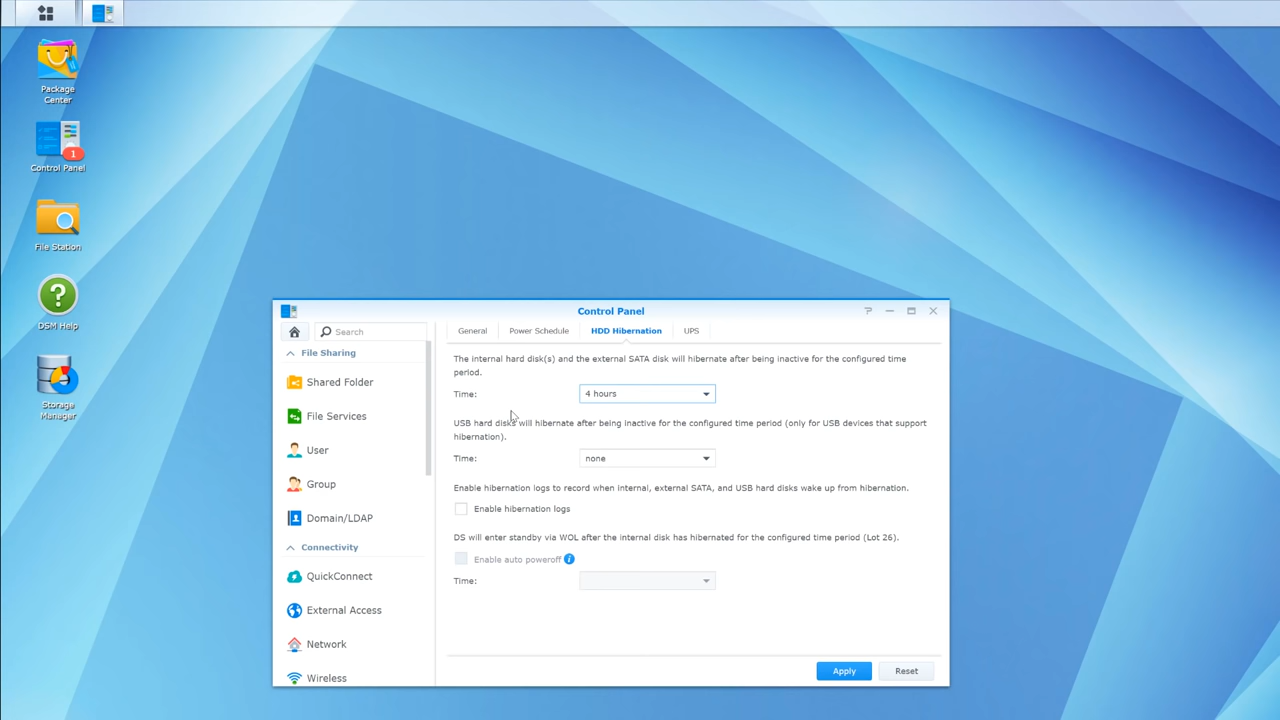 Package
Center
1
Control Panel
File Station
?
DSM Help
Storage
Manager
Control Panel
?
Search
General
Power Schedule
HDD Hibernation
UPS
File Sharing
Shared Folder
File Services
User
Group
Domain/LDAP
Connectivity
QuickConnect
External Access
Network
Wireless
The internal hard disk(s) and the external SATA disk will hibernate after being inactive for the configured time
period.
Time:
4 hours
USB hard disks will hibernate after being inactive for the configured time period (only for USB devices that support
hibernation).
Time:
none
Enable hibernation logs to record when internal, external SATA, and USB hard disks wake up from hibernation.
Enable hibernation logs
DS will enter standby via WOL after the internal disk has hibernated for the configured time period (Lot 26).
Enable auto poweroff
i
Time:
Apply
Reset